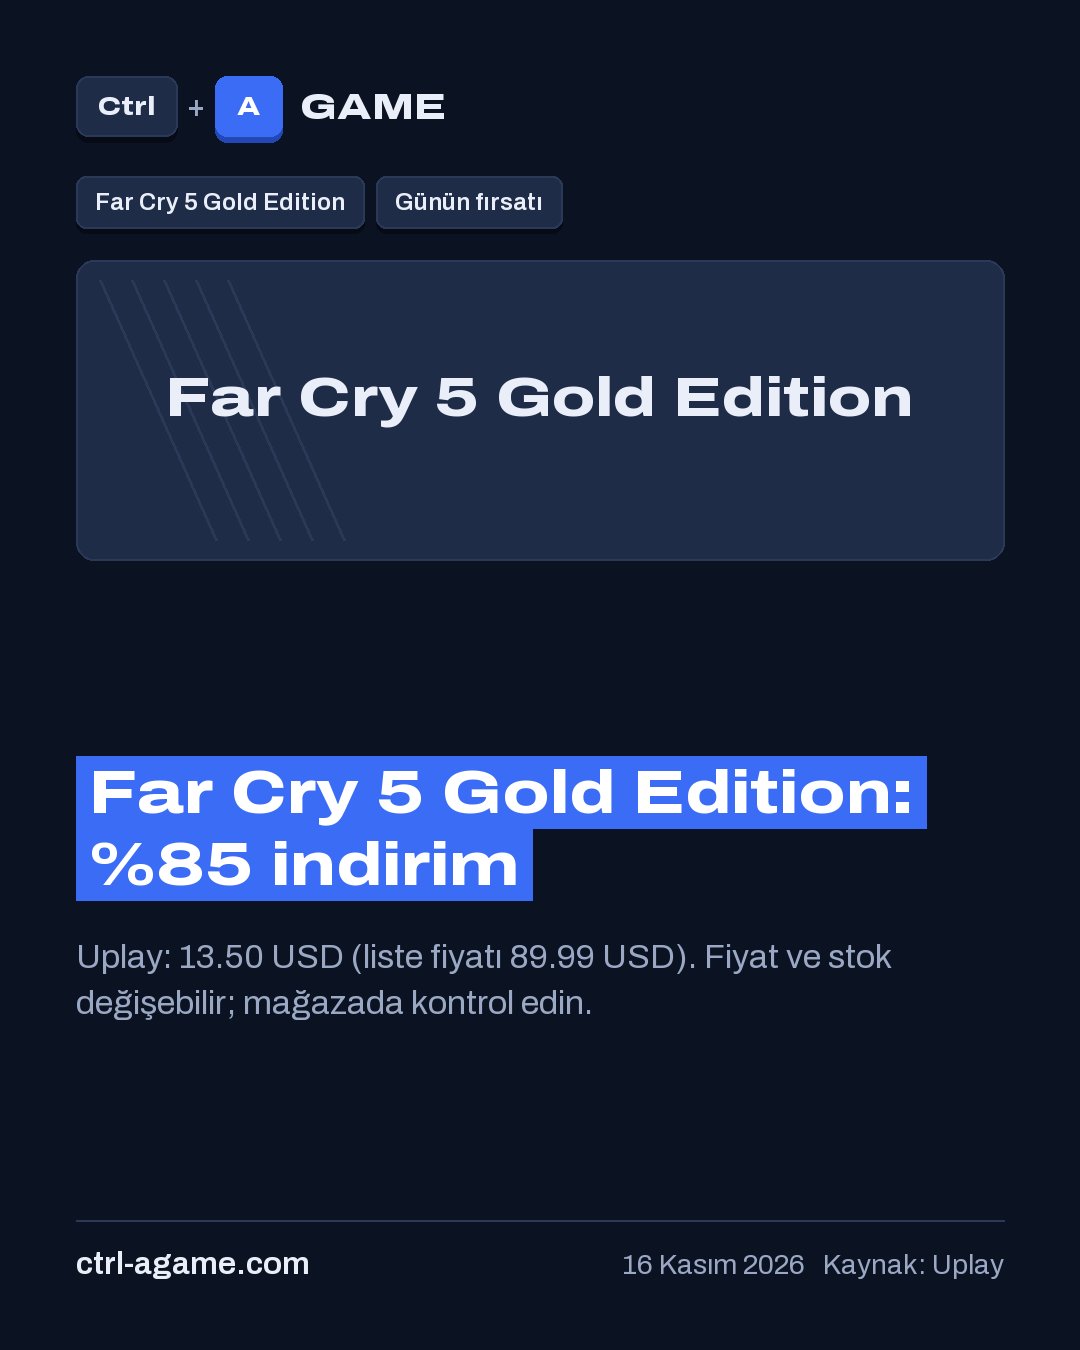 Ctrl + A GAME
Far Cry 5 Gold Edition Günün fırsatı
Far Cry 5 Gold Edition
Far Cry 5 Gold Edition:
%85 indirim
Uplay: 13.50 USD (liste fiyatı 89.99 USD). Fiyat ve stok
değişebilir; mağazada kontrol edin.
ctrl-agame.com 16 Kasım 2026 Kaynak: Uplay